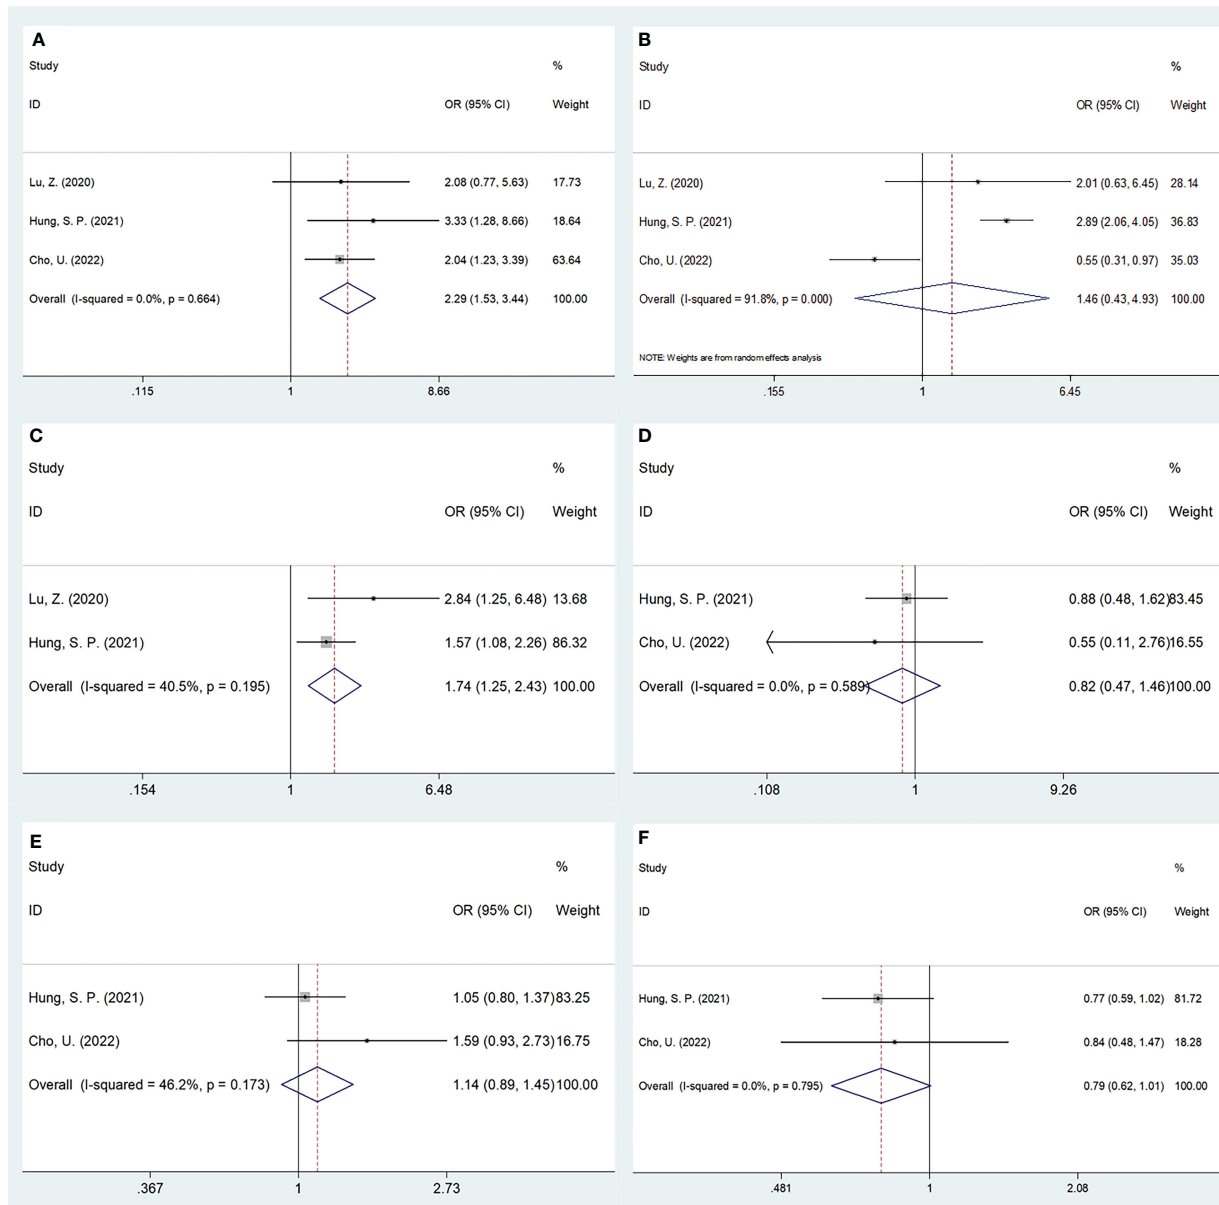 A
Study %
ID OR (95% CI) Weight
Lu, Z. (2020) 2.08 (0.77, 5.63) 17.73
Hung, S. P. (2021) 3.33 (1.28, 8.66) 18.64
Cho, U. (2022) 2.04 (1.23, 3.39) 63.64
Overall (I-squared = 0.0%, p = 0.664) 2.29 (1.53, 3.44) 100.00
.115 1 8.66
B
Study %
ID OR (95% CI) Weight
Lu, Z. (2020) 2.01 (0.63, 6.45) 28.14
Hung, S. P. (2021) 2.89 (2.06, 4.05) 36.83
Cho, U. (2022) 0.55 (0.31, 0.97) 35.03
Overall (I-squared = 91.8%, p = 0.000) 1.46 (0.43, 4.93) 100.00
NOTE: Weights are from random effects analysis
.155 1 6.45
C
Study %
ID OR (95% CI) Weight
Lu, Z. (2020) 2.84 (1.25, 6.48) 13.68
Hung, S. P. (2021) 1.57 (1.08, 2.26) 86.32
Overall (I-squared = 40.5%, p = 0.195) 1.74 (1.25, 2.43) 100.00
.154 1 6.48
D
Study %
ID OR (95% CI) Weight
Hung, S. P. (2021) 0.88 (0.48, 1.62) 83.45
Cho, U. (2022) 0.55 (0.11, 2.76) 16.55
Overall (I-squared = 0.0%, p = 0.589) 0.82 (0.47, 1.46) 100.00
.108 1 9.26
E
Study %
ID OR (95% CI) Weight
Hung, S. P. (2021) 1.05 (0.80, 1.37) 83.25
Cho, U. (2022) 1.59 (0.93, 2.73) 16.75
Overall (I-squared = 46.2%, p = 0.173) 1.14 (0.89, 1.45) 100.00
.367 1 2.73
F
Study %
ID OR (95% CI) Weight
Hung, S. P. (2021) 0.77 (0.59, 1.02) 81.72
Cho, U. (2022) 0.84 (0.48, 1.47) 18.28
Overall (I-squared = 0.0%, p = 0.795) 0.79 (0.62, 1.01) 100.00
.481 1 2.08